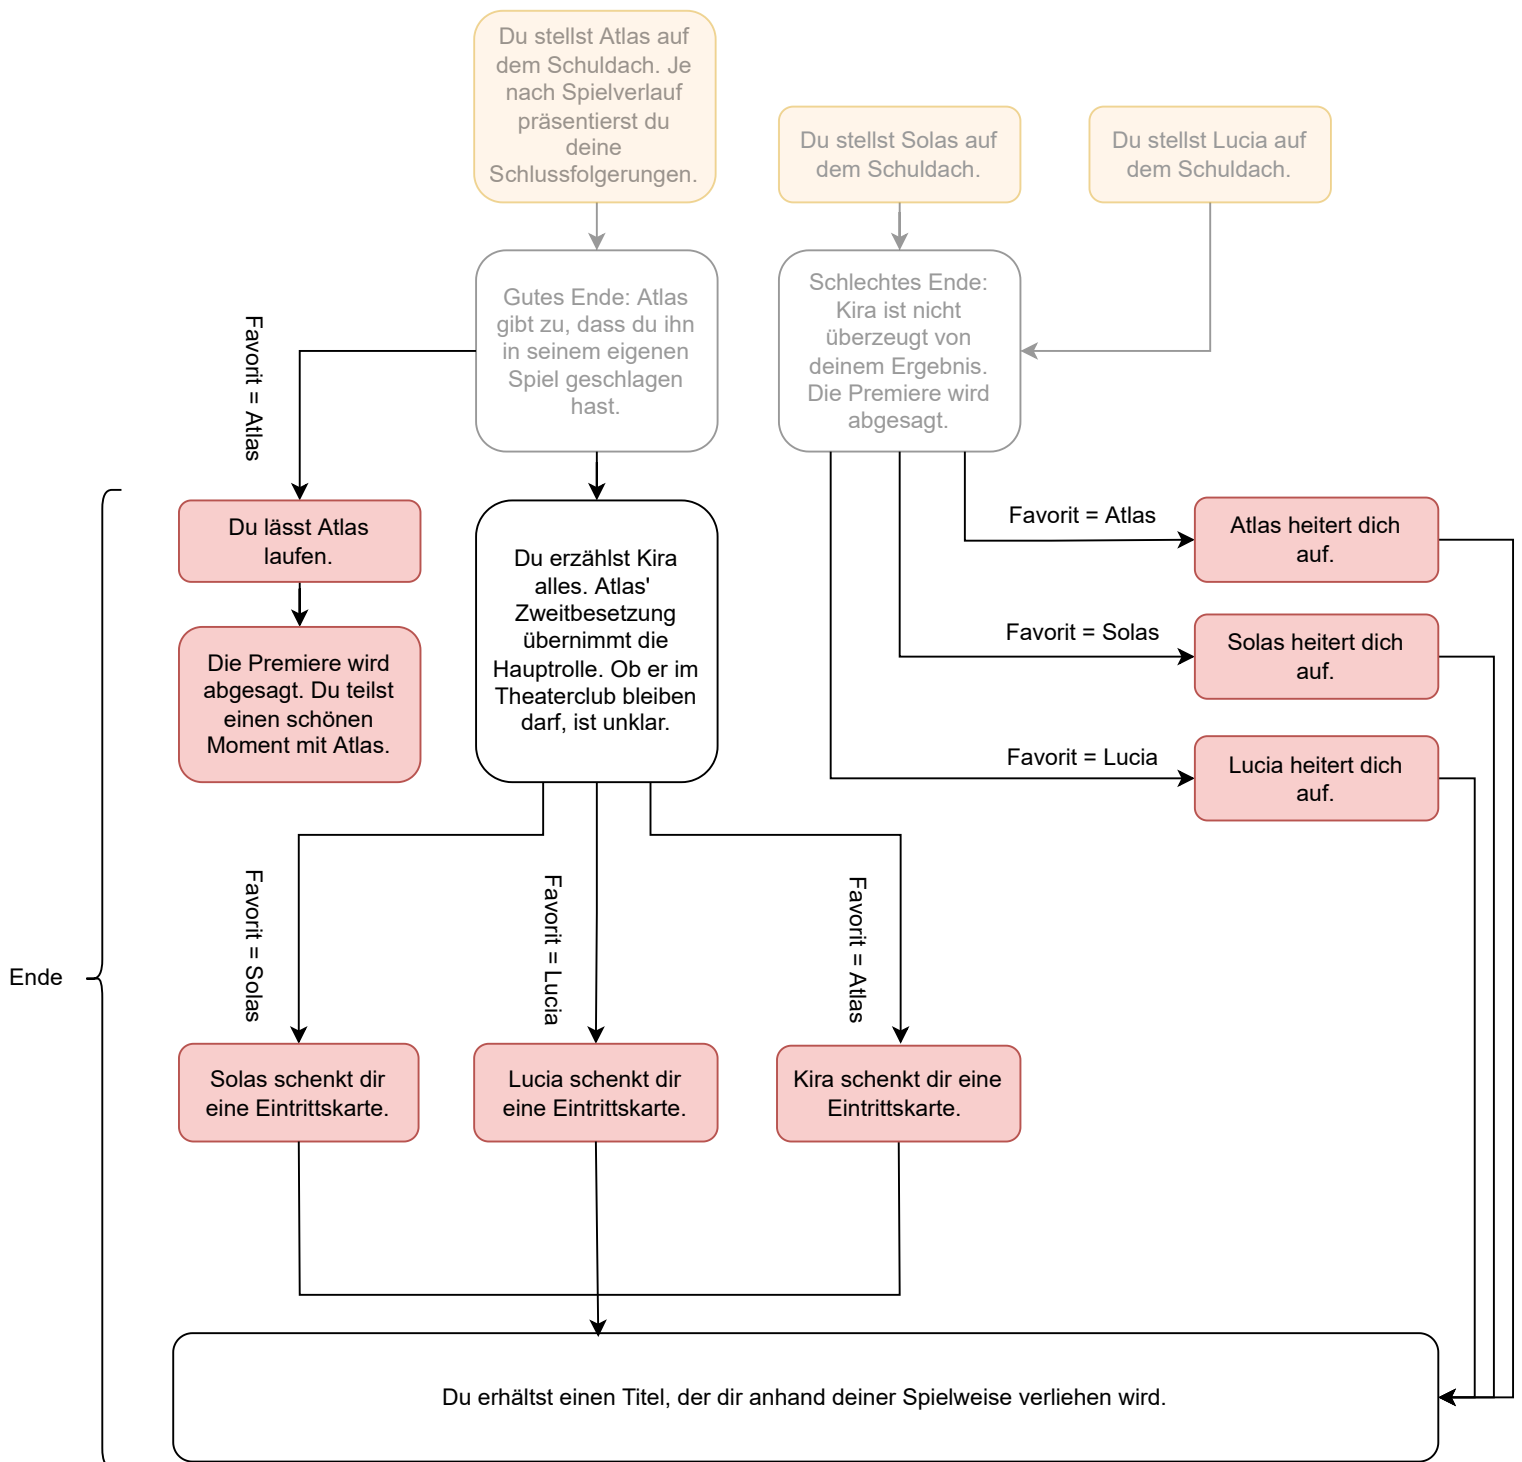 Du stellst Atlas auf
dem Schuldach. Je
nach Spielverlauf
präsentierst du
deine
Schlussfolgerungen.
Du stellst Solas auf
dem Schuldach.
Du stellst Lucia auf
dem Schuldach.
Gutes Ende: Atlas
gibt zu, dass du ihn
in seinem eigenen
Spiel geschlagen
hast.
Schlechtes Ende:
Kira ist nicht
überzeugt von
deinem Ergebnis.
Die Premiere wird
abgesagt.
Favorit = Atlas
Du lässt Atlas
laufen.
Die Premiere wird
abgesagt. Du teilst
einen schönen
Moment mit Atlas.
Du erzählst Kira
alles. Atlas'
Zweitbesetzung
übernimmt die
Hauptrolle. Ob er im
Theaterclub bleiben
darf, ist unklar.
Favorit = Atlas
Atlas heitert dich
auf.
Favorit = Solas
Solas heitert dich
auf.
Favorit = Lucia
Lucia heitert dich
auf.
Favorit = Solas
Favorit = Lucia
Favorit = Atlas
Ende
Solas schenkt dir
eine Eintrittskarte.
Lucia schenkt dir
eine Eintrittskarte.
Kira schenkt dir eine
Eintrittskarte.
Du erhältst einen Titel, der dir anhand deiner Spielweise verliehen wird.